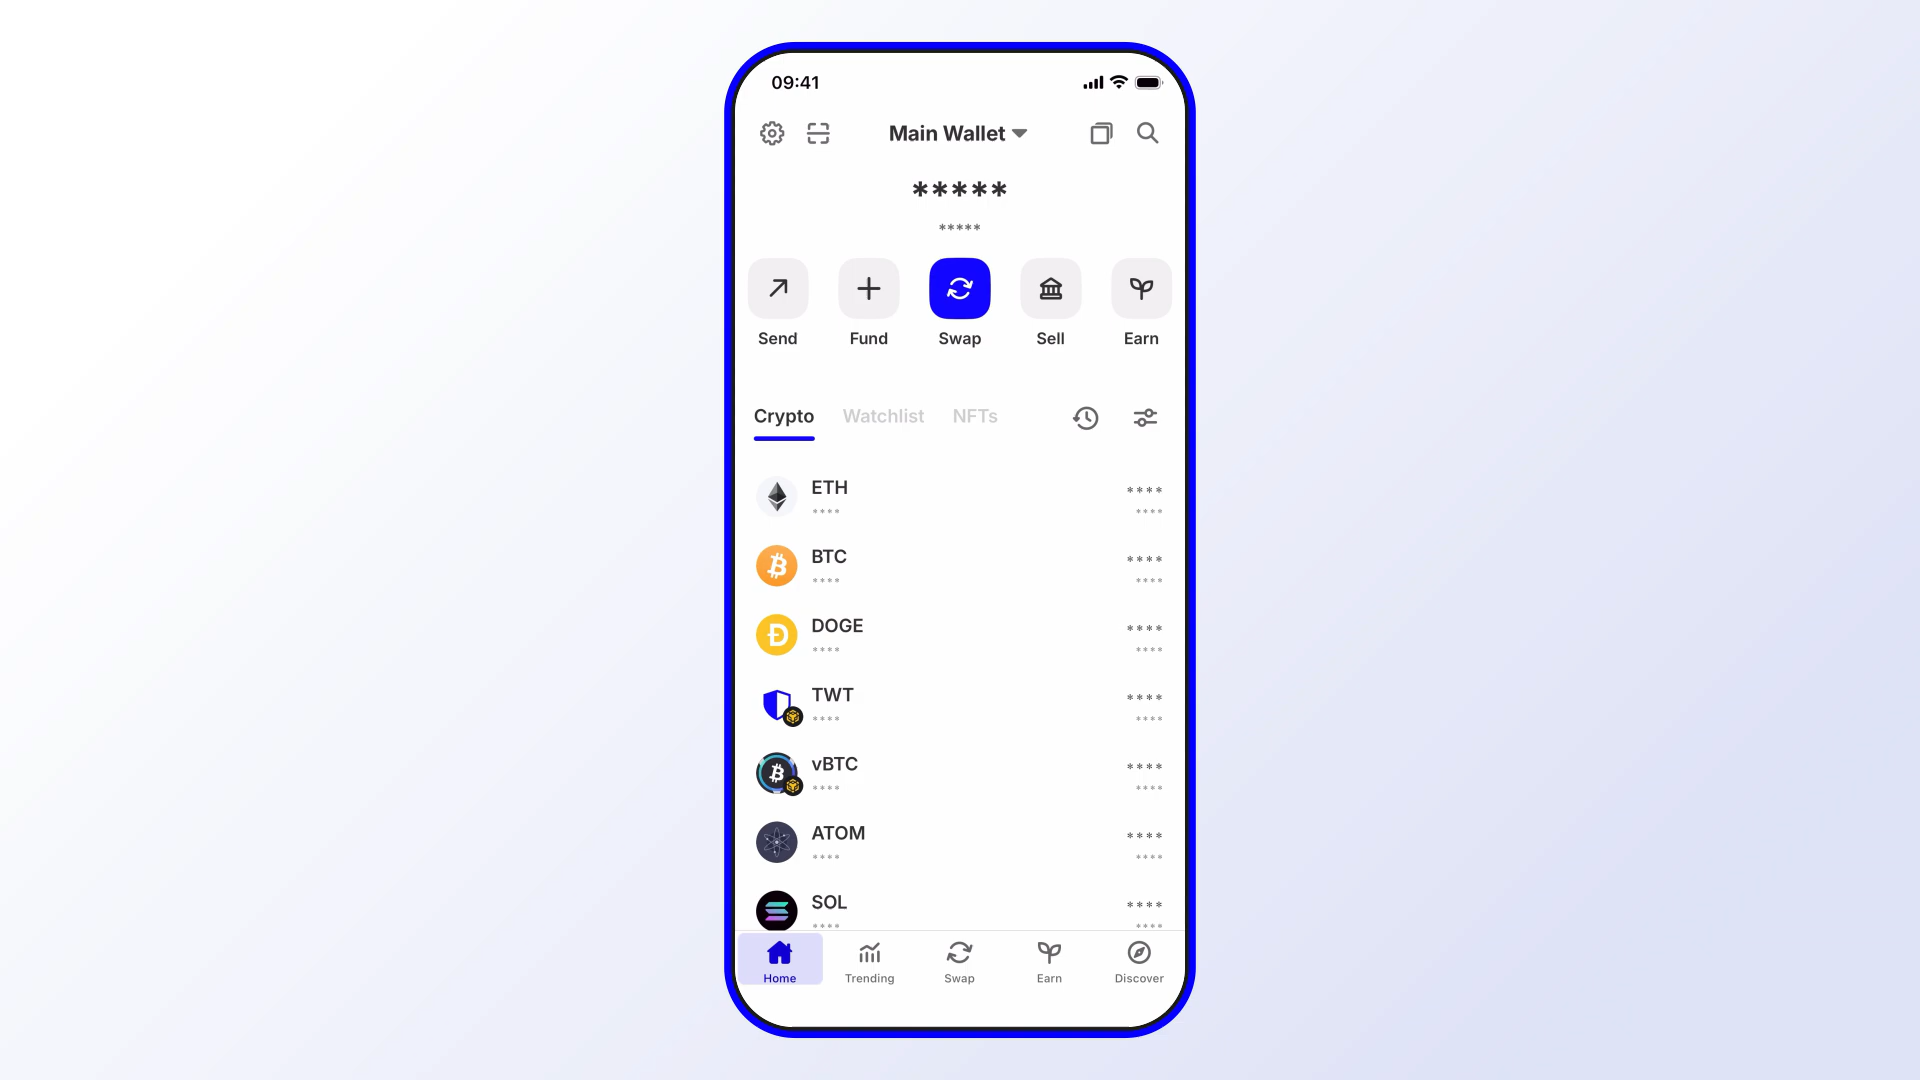 09:41
Main Wallet
*****
*****
Send Fund Swap Sell Earn
Crypto Watchlist NFTs
ETH ****
**** ****
BTC ****
**** ****
DOGE ****
**** ****
TWT ****
**** ****
vBTC ****
**** ****
ATOM ****
**** ****
SOL ****
**** ****
Home Trending Swap Earn Discover